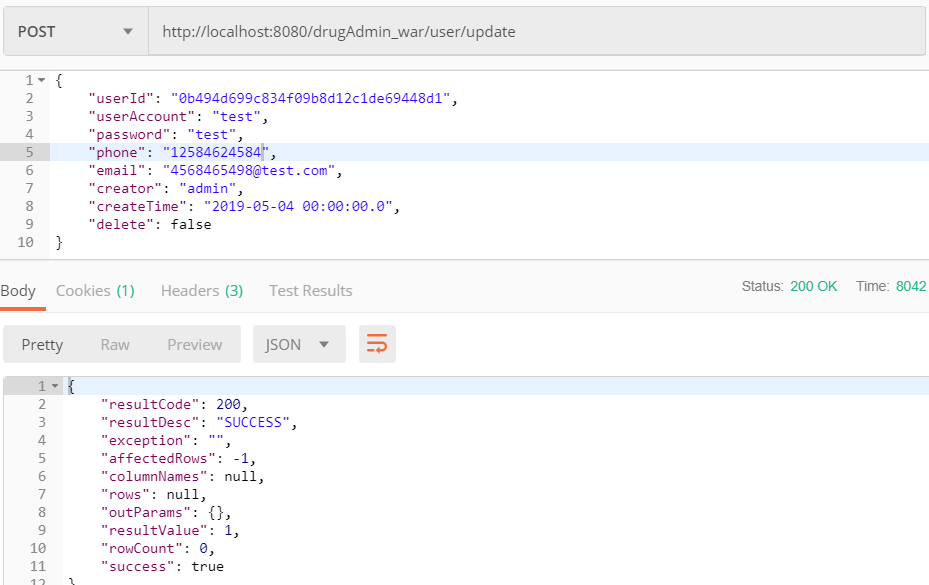 POST http://localhost:8080/drugAdmin_war/user/update
1 {
2 "userId": "0b494d699c834f09b8d12c1de69448d1",
3 "userAccount": "test",
4 "password": "test",
5 "phone": "12584624584",
6 "email": "4568465498@test.com",
7 "creator": "admin",
8 "createTime": "2019-05-04 00:00:00.0",
9 "delete": false
10 }
Body Cookies (1) Headers (3) Test Results Status: 200 OK Time: 8042
Pretty Raw Preview JSON
1 {
2 "resultCode": 200,
3 "resultDesc": "SUCCESS",
4 "exception": "",
5 "affectedRows": -1,
6 "columnNames": null,
7 "rows": null,
8 "outParams": {},
9 "resultValue": 1,
10 "rowCount": 0,
11 "success": true
12 }